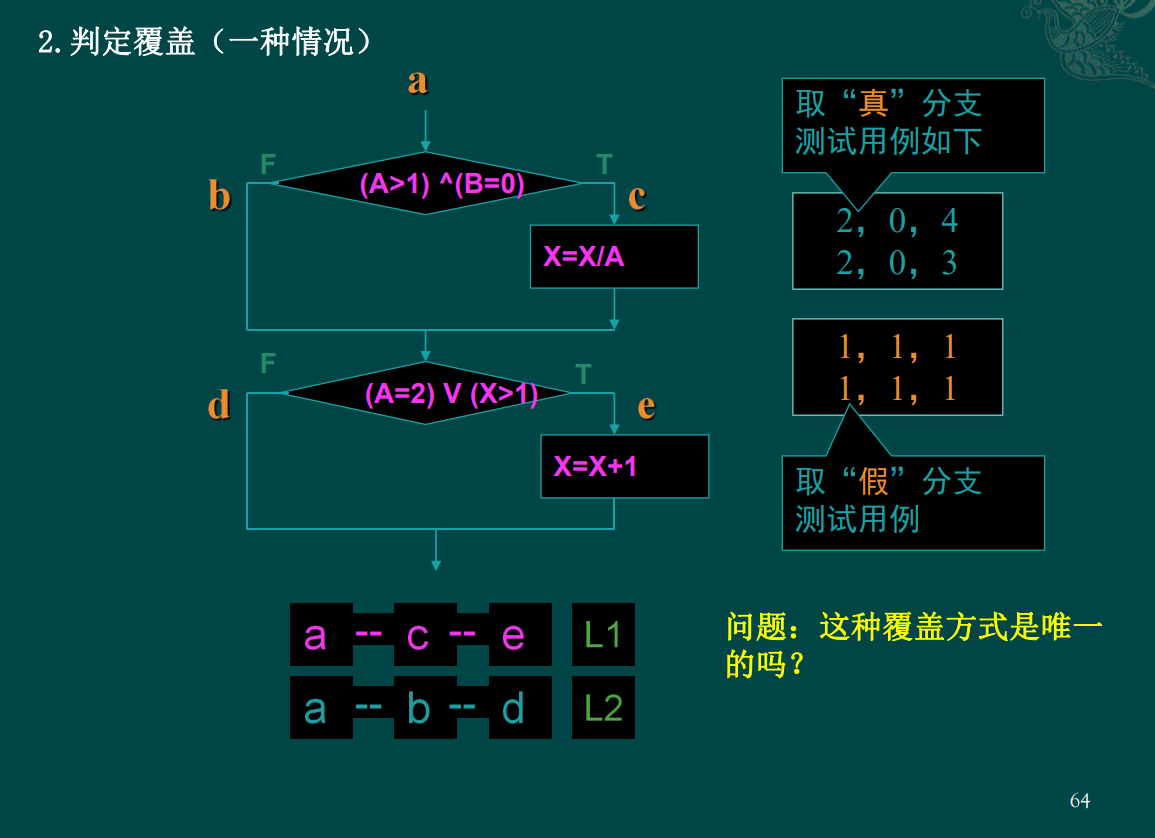 2.判定覆盖（一种情况）
a
F
T
b
(A>1) ^(B=0)
c
X=X/A
F
T
d
(A=2) V (X>1)
e
X=X+1
取“真”分支
测试用例如下
2，0，4
2，0，3
1，1，1
1，1，1
取“假”分支
测试用例
a -- c -- e L1
a -- b -- d L2
问题：这种覆盖方式是唯一
的吗？
64